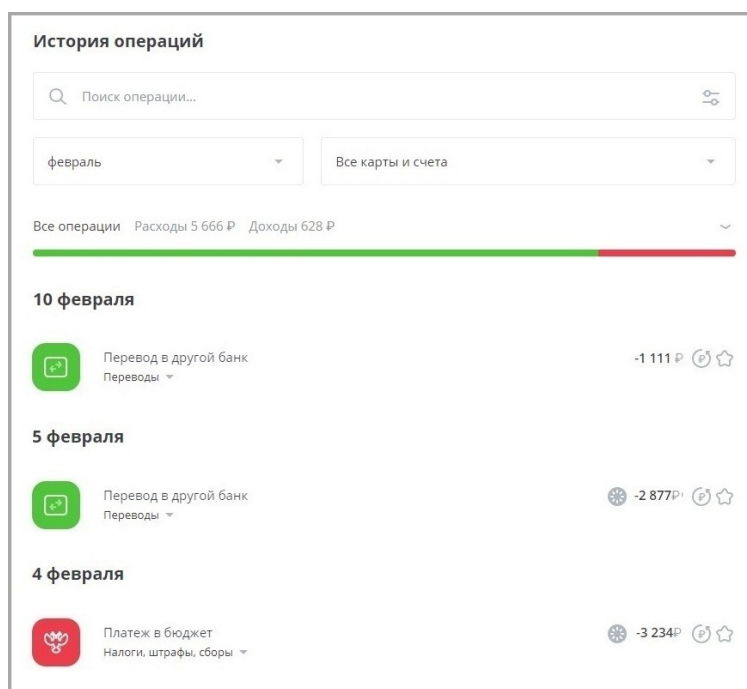 История операций
Поиск операции...
февраль Все карты и счета
Все операции Расходы 5 666 ₽ Доходы 628 ₽
10 февраля
Перевод в другой банк -1 111 ₽
Переводы
5 февраля
Перевод в другой банк -2 877₽
Переводы
4 февраля
Платеж в бюджет -3 234₽
Налоги, штрафы, сборы